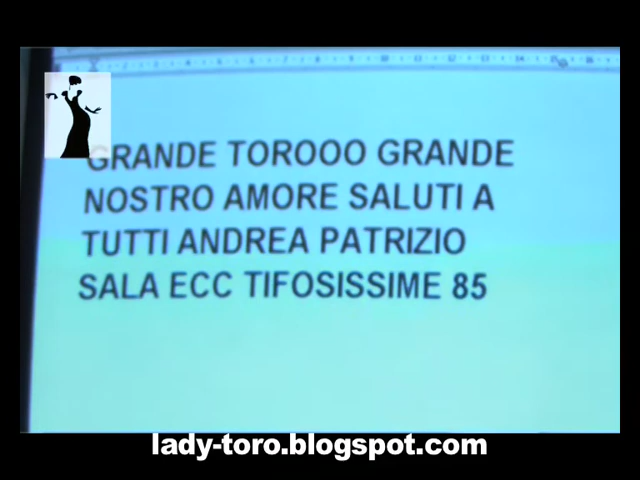 GRANDE TOROOO GRANDE
NOSTRO AMORE SALUTI A
TUTTI ANDREA PATRIZIO
SALA ECC TIFOSISSIME 85
lady-toro.blogspot.com